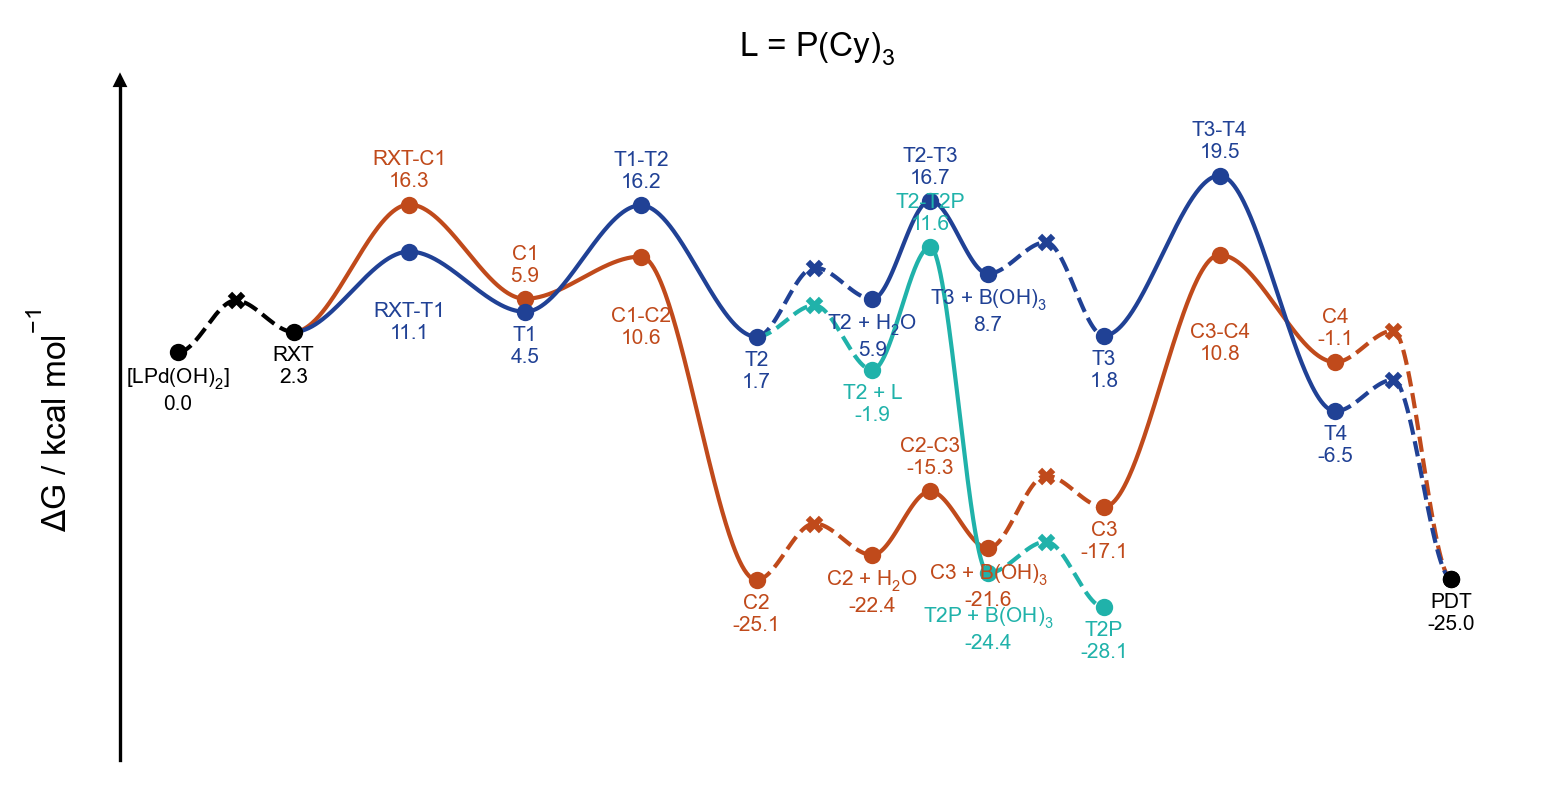 L = P(Cy)₃
ΔG / kcal mol⁻¹
[LPd(OH)₂]
0.0
RXT
2.3
RXT-C1
16.3
RXT-T1
11.1
C1
5.9
T1
4.5
T1-T2
16.2
C1-C2
10.6
T2
1.7
C2
-25.1
T2 + H₂O
5.9
T2 + L
-1.9
C2 + H₂O
-22.4
T2-T3
16.7
T2-T2P
11.6
C2-C3
-15.3
T3 + B(OH)₃
8.7
C3 + B(OH)₃
-21.6
T2P + B(OH)₃
-24.4
T3
1.8
C3
-17.1
T2P
-28.1
T3-T4
19.5
C3-C4
10.8
C4
-1.1
T4
-6.5
PDT
-25.0